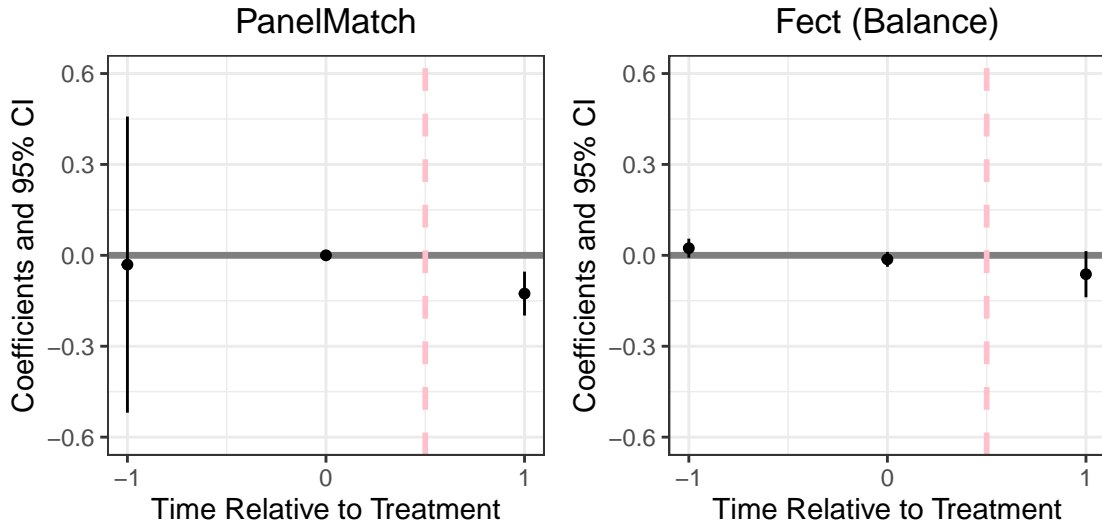 PanelMatch
Coefficients and 95% CI
0.6
0.3
0.0
−0.3
−0.6
−1
0
1
Time Relative to Treatment
Fect (Balance)
Coefficients and 95% CI
0.6
0.3
0.0
−0.3
−0.6
−1
0
1
Time Relative to Treatment